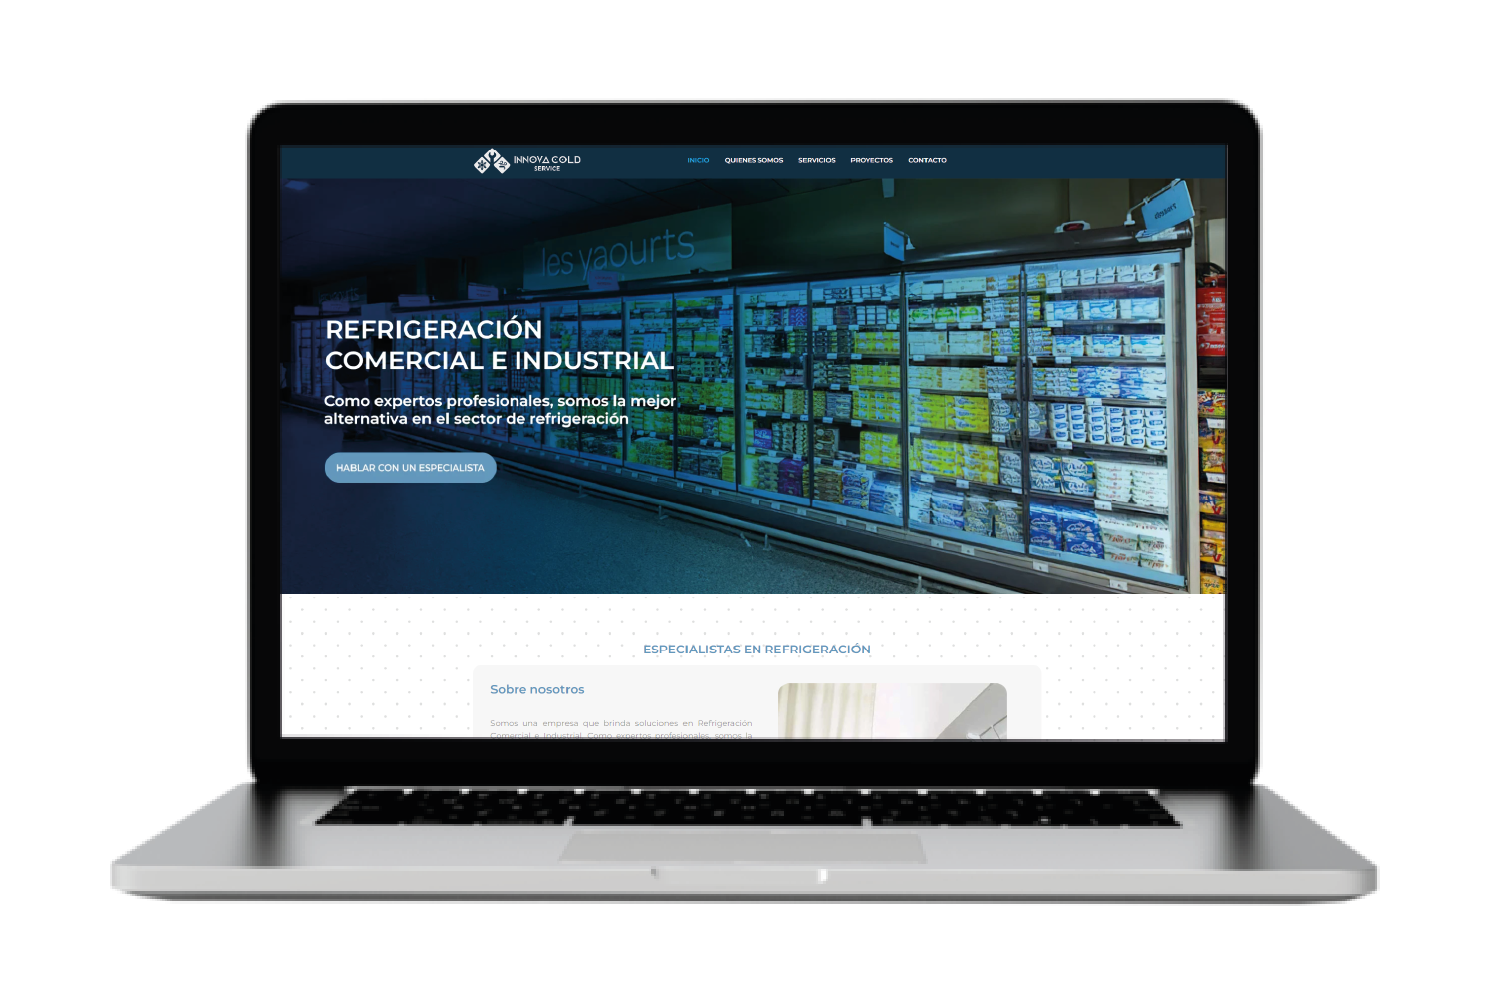 INNOVA COLD
SERVICE
INICIO
QUIENES SOMOS
SERVICIOS
PROYECTOS
CONTACTO
les yaourts
REFRIGERACIÓN
COMERCIAL E INDUSTRIAL
Como expertos profesionales, somos la mejor
alternativa en el sector de refrigeración
HABLAR CON UN ESPECIALISTA
ESPECIALISTAS EN REFRIGERACIÓN
Sobre nosotros
Somos una empresa que brinda soluciones en Refrigeración
Comercial e Industrial. Como expertos profesionales, somos la